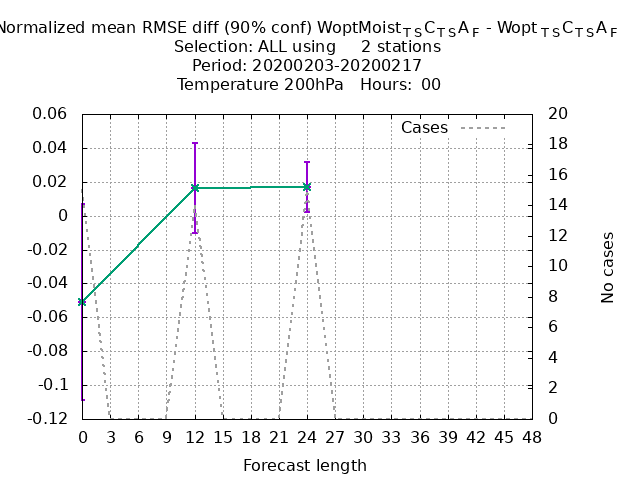 Normalized mean RMSE diff (90% conf) WoptMoistTSCTSAF - WoptTSCTSAF
Selection: ALL using 2 stations
Period: 20200203-20200217
Temperature 200hPa Hours: 00
Cases
0.06
0.04
0.02
0
-0.02
-0.04
-0.06
-0.08
-0.1
-0.12
20
18
16
14
12
10
8
6
4
2
0
No cases
0 3 6 9 12 15 18 21 24 27 30 33 36 39 42 45 48
Forecast length